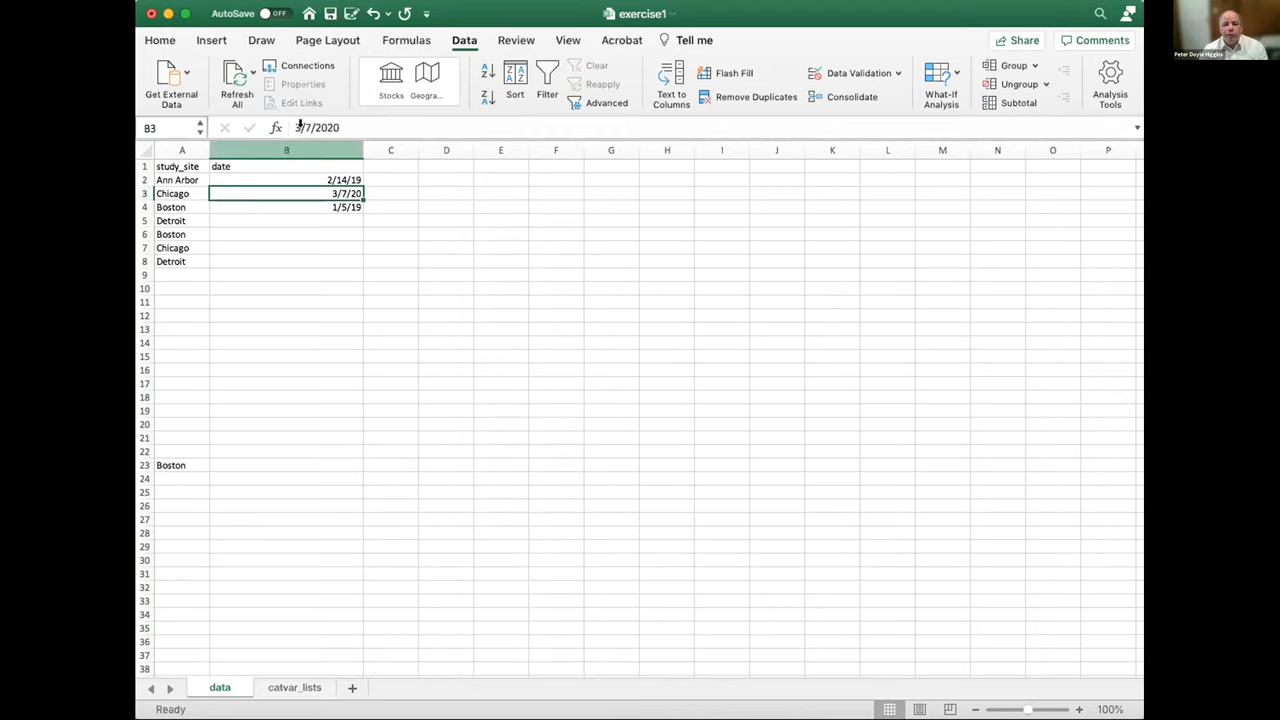 AutoSave OFF exercise1
Home Insert Draw Page Layout Formulas Data Review View Acrobat Tell me Share Comments
Get External Data Refresh All Connections Properties Edit Links Stocks Geogra... Sort Filter Clear Reapply Advanced Text to Columns Flash Fill Remove Duplicates Data Validation Consolidate What-If Analysis Group Ungroup Subtotal Analysis Tools
B3 fx 3/7/2020
A B C D E F G H I J K L M N O P
1 study_site date
2 Ann Arbor 2/14/19
3 Chicago 3/7/20
4 Boston 1/5/19
5 Detroit
6 Boston
7 Chicago
8 Detroit
9
10
11
12
13
14
15
16
17
18
19
20
21
22
23 Boston
24
25
26
27
28
29
30
31
32
33
34
35
36
37
38
data catvar_lists
Ready 100%
Peter Doyle Higgins